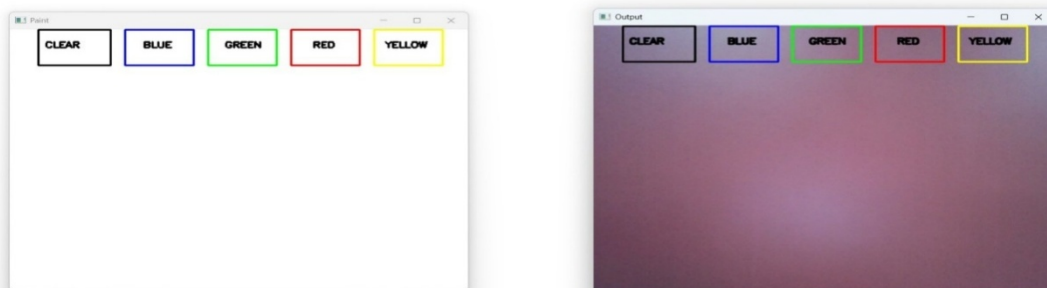 Paint
CLEAR BLUE GREEN RED YELLOW
Output
CLEAR BLUE GREEN RED YELLOW